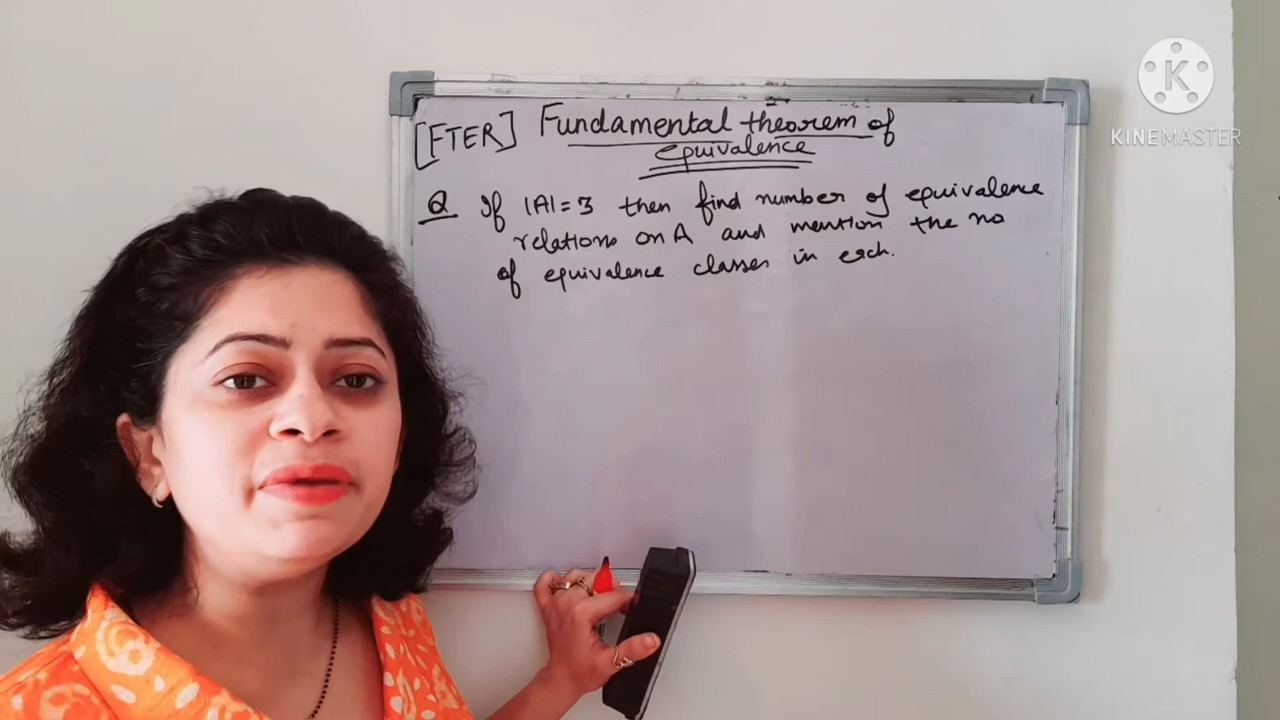 [FTER] Fundamental theorem of
equivalence
Q If |A|=3 then find number of equivalence
relations on A and mention the no
of equivalence classes in each.
K
KINEMASTER